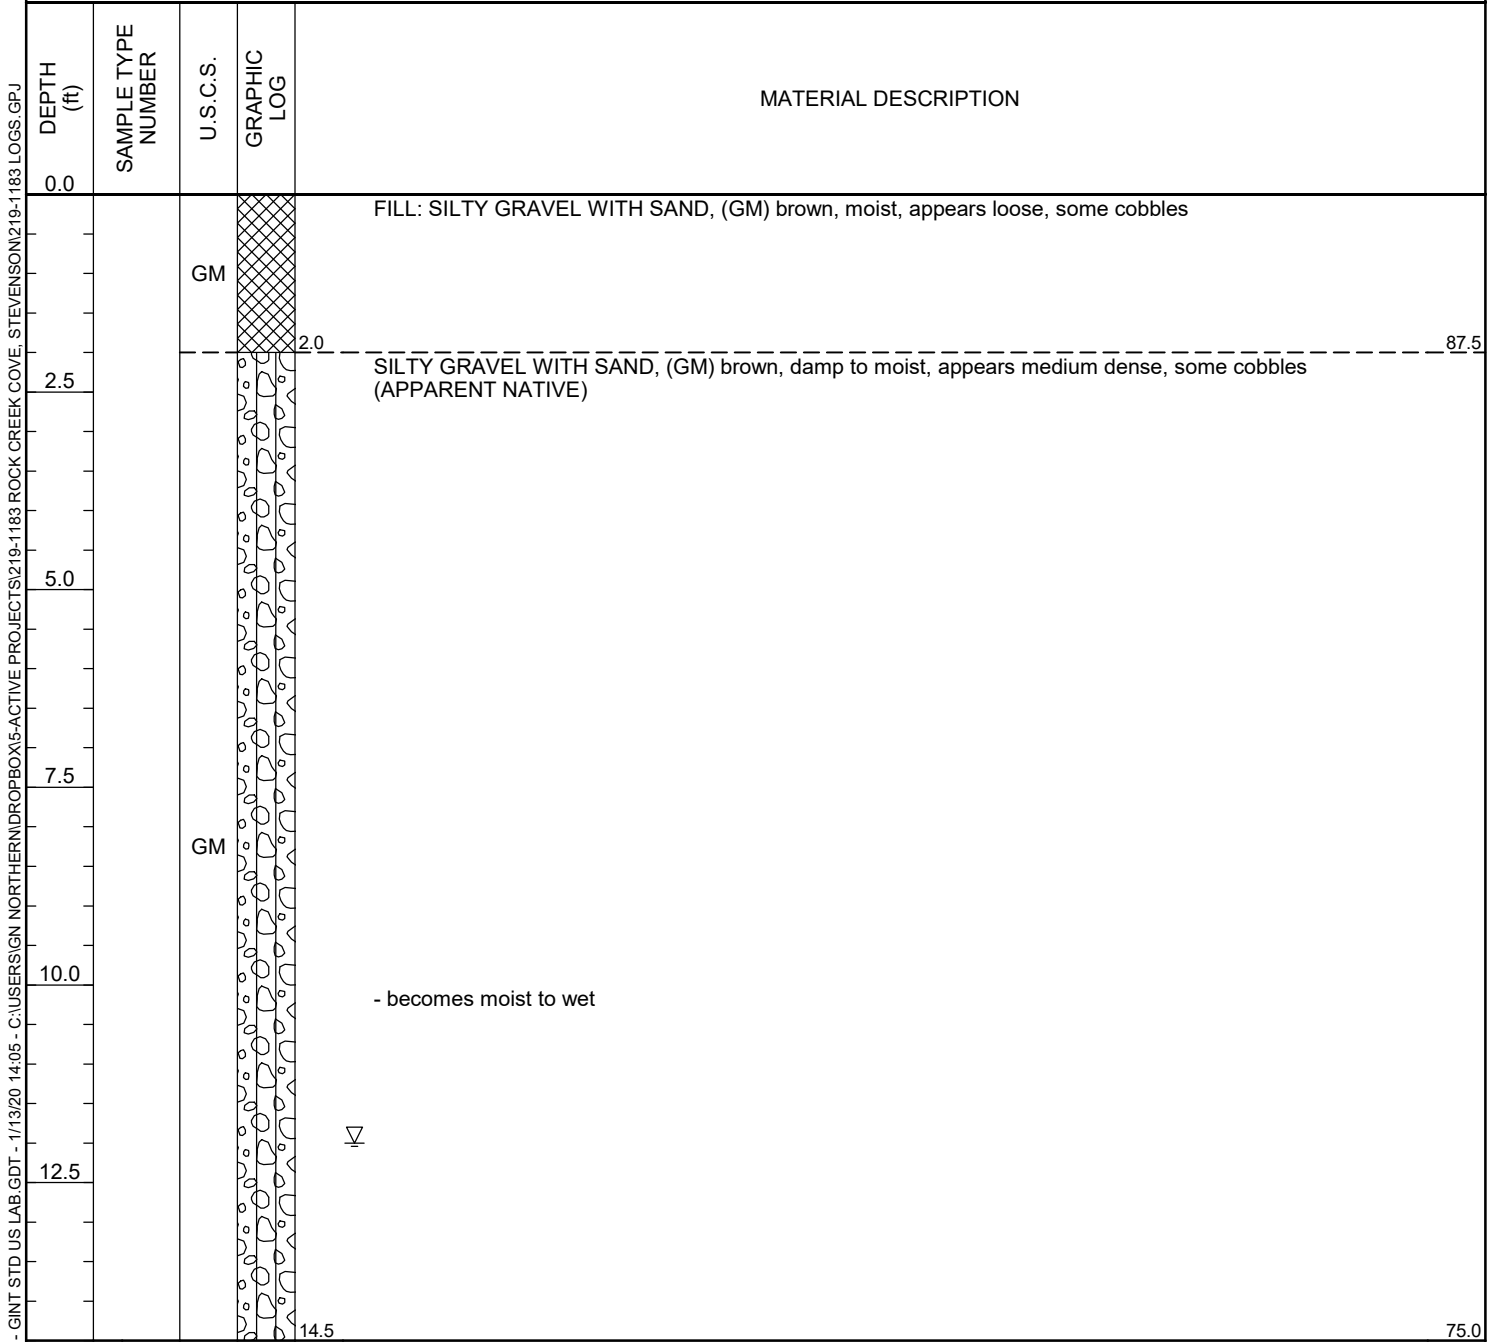 DEPTH
(ft)
SAMPLE TYPE
NUMBER
U.S.C.S.
GRAPHIC
LOG
MATERIAL DESCRIPTION
0.0
FILL: SILTY GRAVEL WITH SAND, (GM) brown, moist, appears loose, some cobbles
GM
2.0
87.5
SILTY GRAVEL WITH SAND, (GM) brown, damp to moist, appears medium dense, some cobbles
(APPARENT NATIVE)
2.5
5.0
7.5
GM
10.0
- becomes moist to wet
12.5
14.5
75.0
- GINT STD US LAB.GDT - 1/13/20 14:05 - C:\USERS\GN NORTHERN\DROPBOX\5-ACTIVE PROJECTS\219-1183 ROCK CREEK COVE, STEVENSON\219-1183 LOGS.GPJ